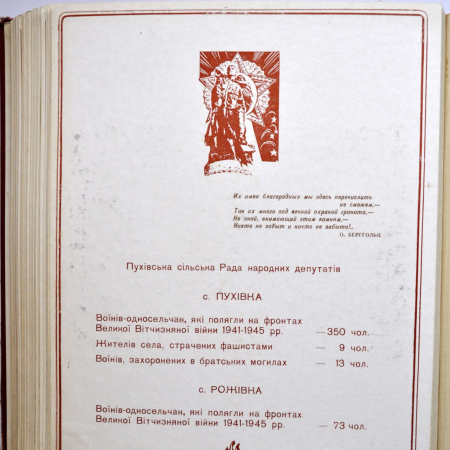 Их имен благородных мы здесь перечислить
не сможем,—
Так их много под вечной охраной гранита,—
Но знай, внимающий этим камням,—
Никто не забыт и ничто не забыто!..
О. БЕРГГОЛЬЦ
Пухівська сільська Рада народних депутатів
с. ПУХІВКА
Воїнів-односельчан, які полягли на фронтах
Великої Вітчизняної війни 1941-1945 рр. — 350 чол.
Жителів села, страчених фашистами — 9 чол.
Воїнів, захоронених в братських могилах — 13 чол.
с. РОЖІВКА
Воїнів-односельчан, які полягли на фронтах
Великої Вітчизняної війни 1941-1945 рр. — 73 чол.